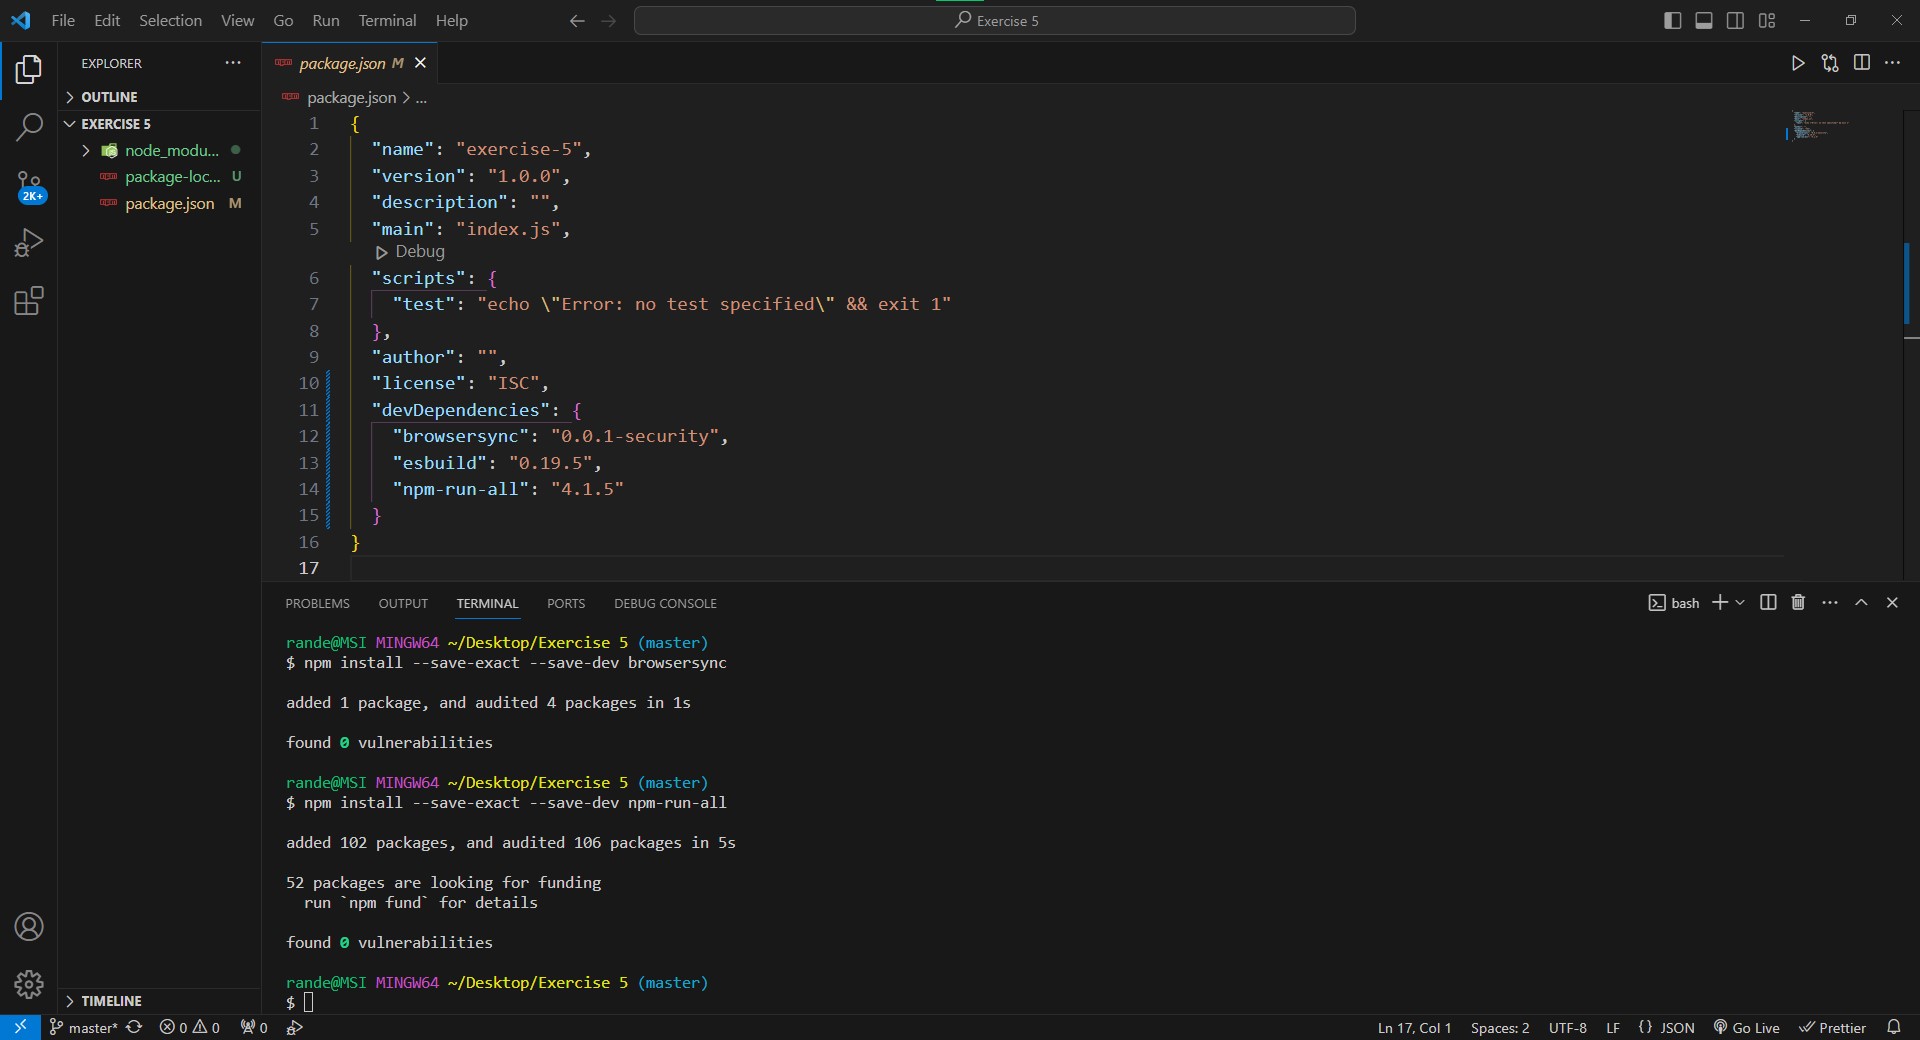 File Edit Selection View Go Run Terminal Help
Exercise 5
EXPLORER
OUTLINE
EXERCISE 5
node_modu...
package-loc... U
package.json M
2K+
TIMELINE
package.json M
package.json > ...
1 {
2 "name": "exercise-5",
3 "version": "1.0.0",
4 "description": "",
5 "main": "index.js",
Debug
6 "scripts": {
7 "test": "echo \"Error: no test specified\" && exit 1"
8 },
9 "author": "",
10 "license": "ISC",
11 "devDependencies": {
12 "browsersync": "0.0.1-security",
13 "esbuild": "0.19.5",
14 "npm-run-all": "4.1.5"
15 }
16 }
17
PROBLEMS OUTPUT TERMINAL PORTS DEBUG CONSOLE
bash
rande@MSI MINGW64 ~/Desktop/Exercise 5 (master)
$ npm install --save-exact --save-dev browsersync
added 1 package, and audited 4 packages in 1s
found 0 vulnerabilities
rande@MSI MINGW64 ~/Desktop/Exercise 5 (master)
$ npm install --save-exact --save-dev npm-run-all
added 102 packages, and audited 106 packages in 5s
52 packages are looking for funding
run `npm fund` for details
found 0 vulnerabilities
rande@MSI MINGW64 ~/Desktop/Exercise 5 (master)
$
master* 0 0 0
Ln 17, Col 1 Spaces: 2 UTF-8 LF {} JSON Go Live Prettier